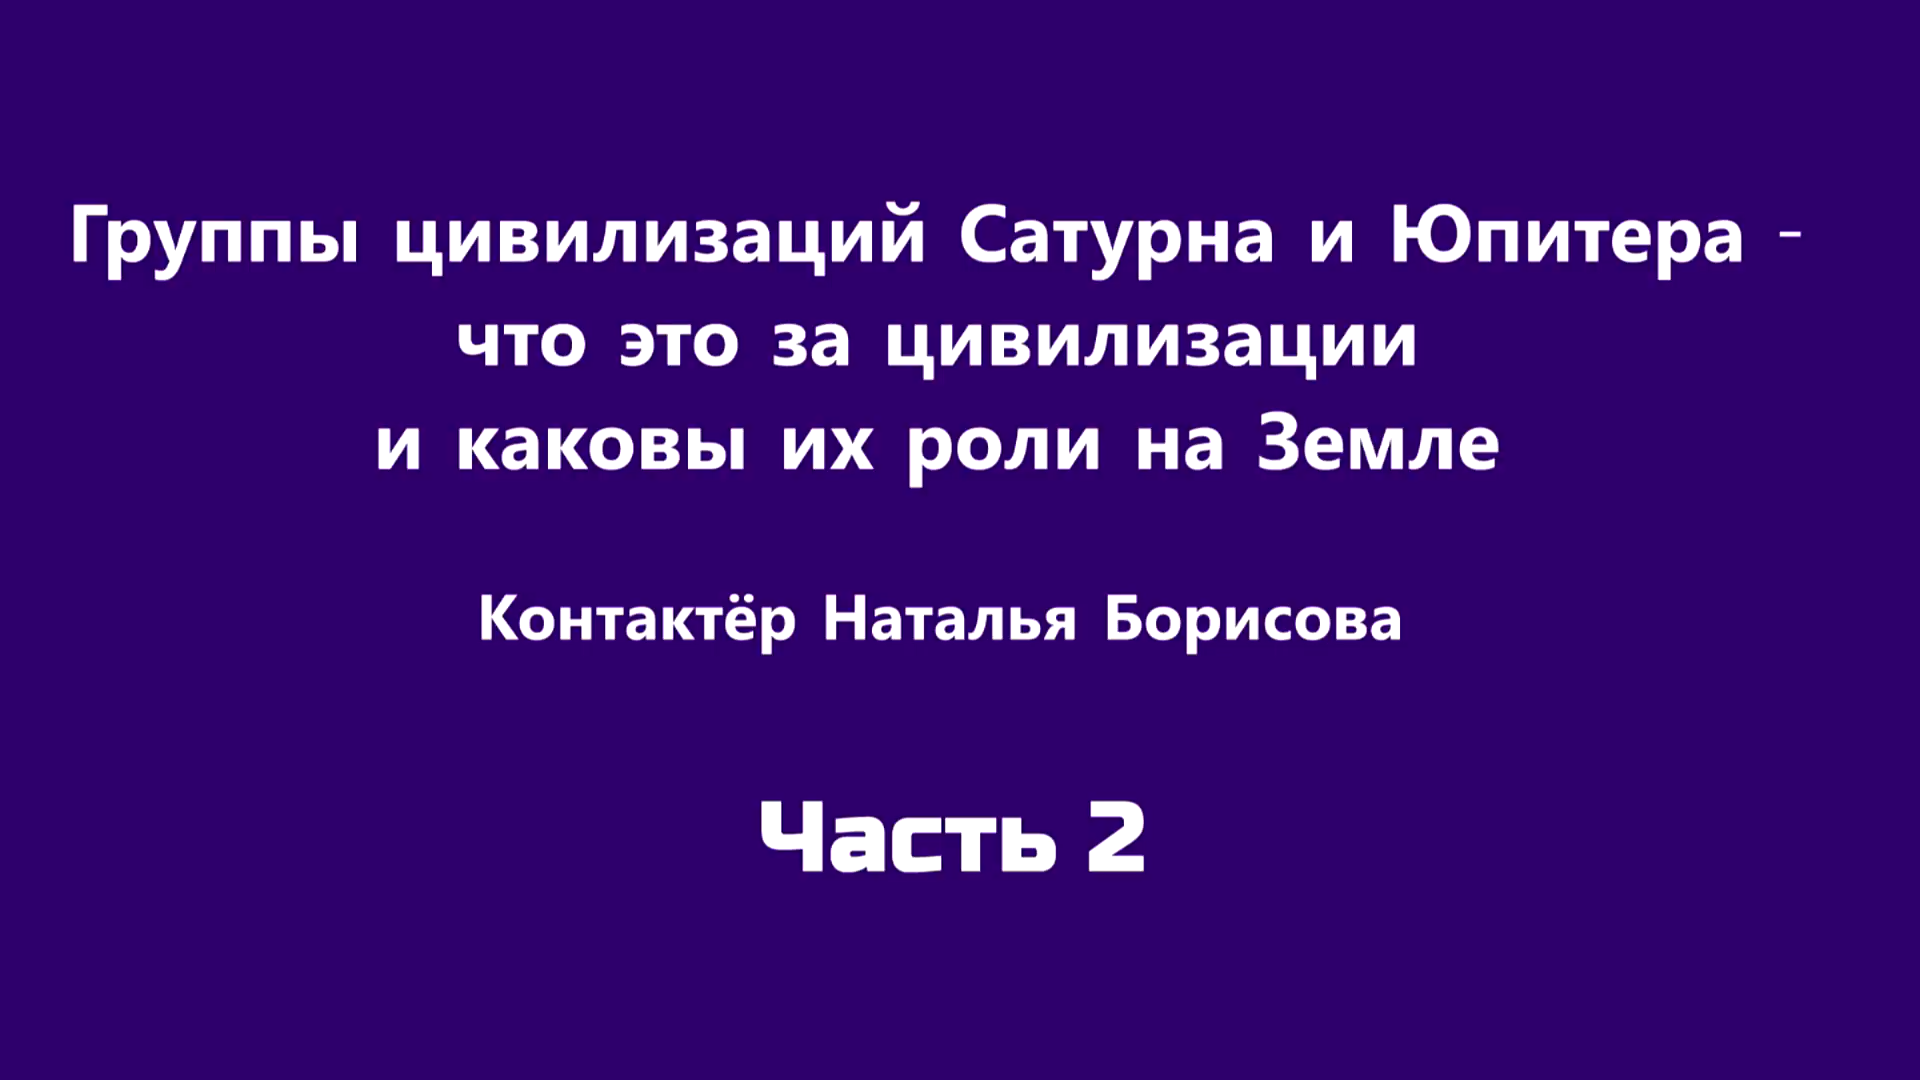 Группы цивилизаций Сатурна и Юпитера -
что это за цивилизации
и каковы их роли на Земле
Контактёр Наталья Борисова
Часть 2